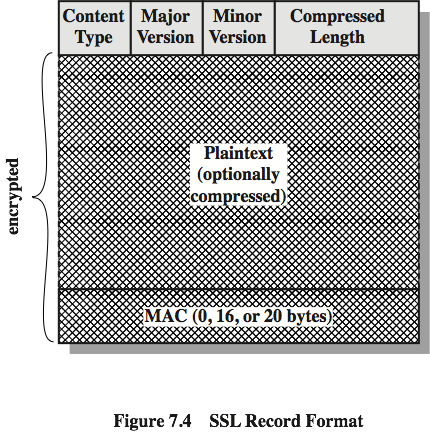 Content Type
Major Version
Minor Version
Compressed Length
encrypted
Plaintext
(optionally
compressed)
MAC (0, 16, or 20 bytes)
Figure 7.4 SSL Record Format